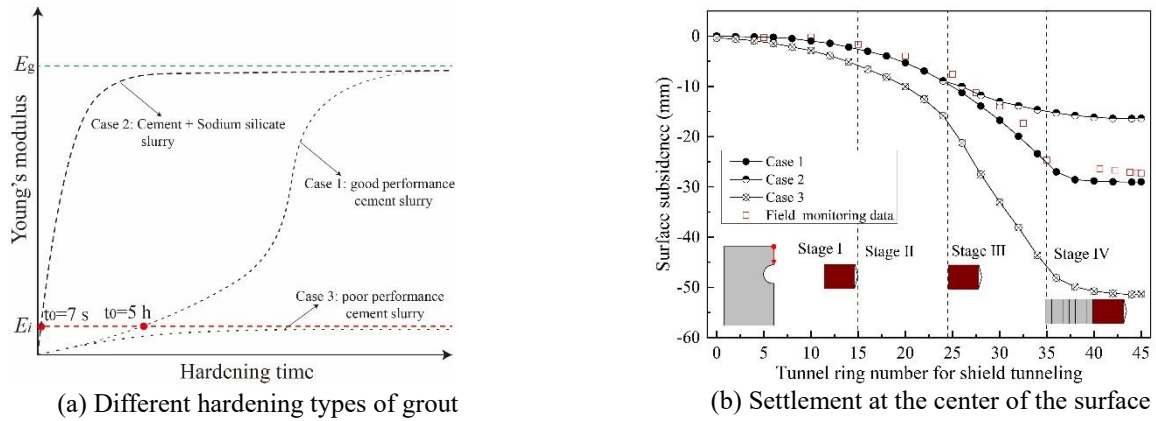 Young's modulus
Eg
Case 2: Cement + Sodium silicate
slurry
Case 1: good performance
cement slurry
Case 3: poor performance
cement slurry
Ei
t0=7 s
t0=5 h
Hardening time
(a) Different hardening types of grout
Surface subsidence (mm)
0
-10
-20
-30
-40
-50
-60
Case 1
Case 2
Case 3
Field monitoring data
Stage I
Stage II
Stage III
Stage IV
0 5 10 15 20 25 30 35 40 45
Tunnel ring number for shield tunneling
(b) Settlement at the center of the surface